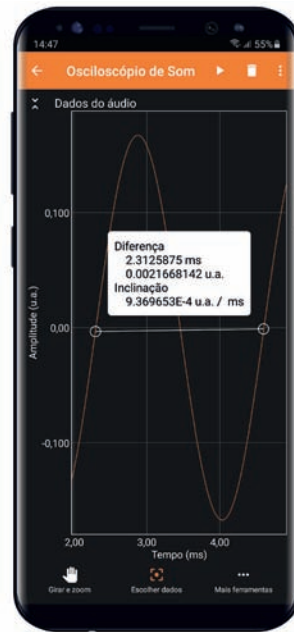 14:47
55%
Osciloscópio de Som
Dados do áudio
0,100
Diferença
2.3125875 ms
0.0021668142 u.a.
Inclinação
9.369653E-4 u.a. / ms
0,00
Amplitude (u.a.)
-0,100
2,00 3,00 4,00
Tempo (ms)
Girar e zoom Escolher dados Mais ferramentas